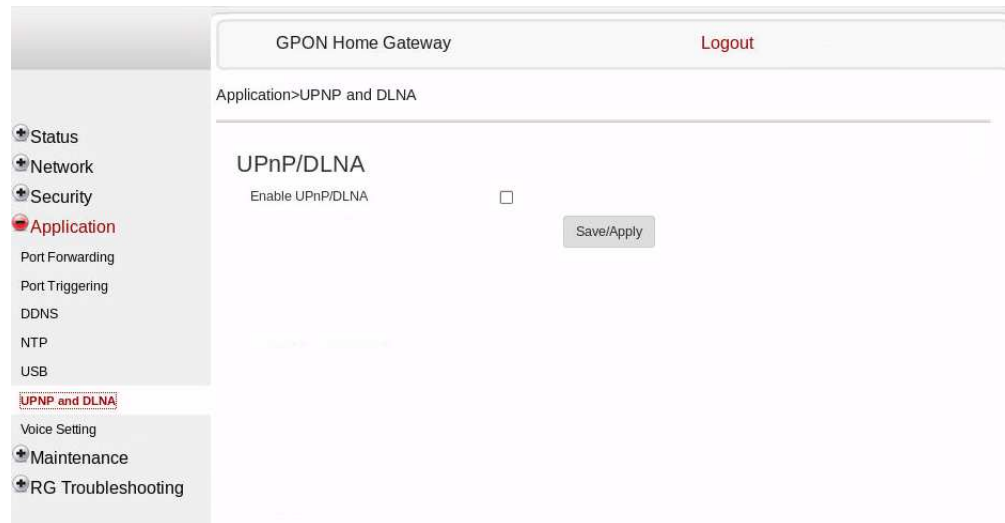 GPON Home Gateway
Logout
Application>UPNP and DLNA
Status
Network
Security
Application
Port Forwarding
Port Triggering
DDNS
NTP
USB
UPNP and DLNA
Voice Setting
Maintenance
RG Troubleshooting
UPnP/DLNA
Enable UPnP/DLNA
Save/Apply